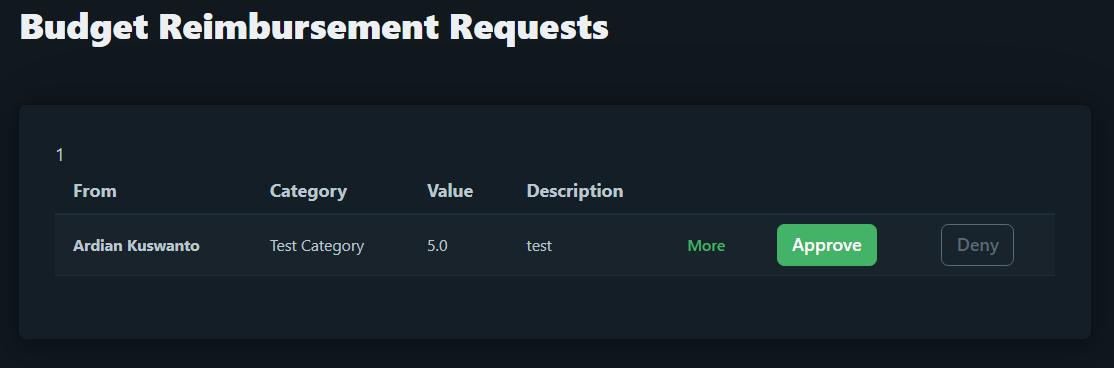 Budget Reimbursement Requests
1
From Category Value Description
Ardian Kuswanto Test Category 5.0 test More Approve Deny